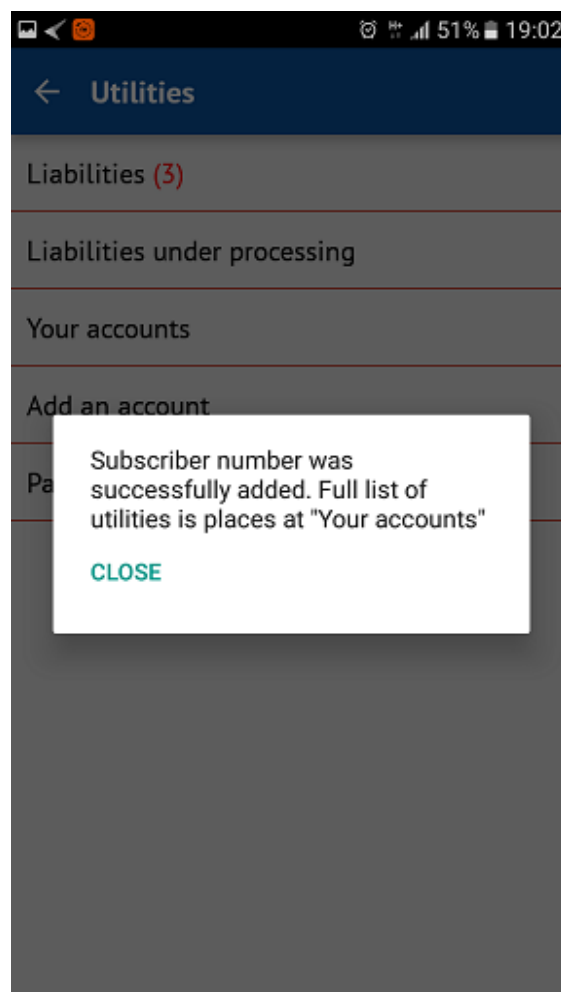 51% 19:02
Utilities
Liabilities (3)
Liabilities under processing
Your accounts
Add an account
Pa
Subscriber number was
successfully added. Full list of
utilities is places at "Your accounts"
CLOSE